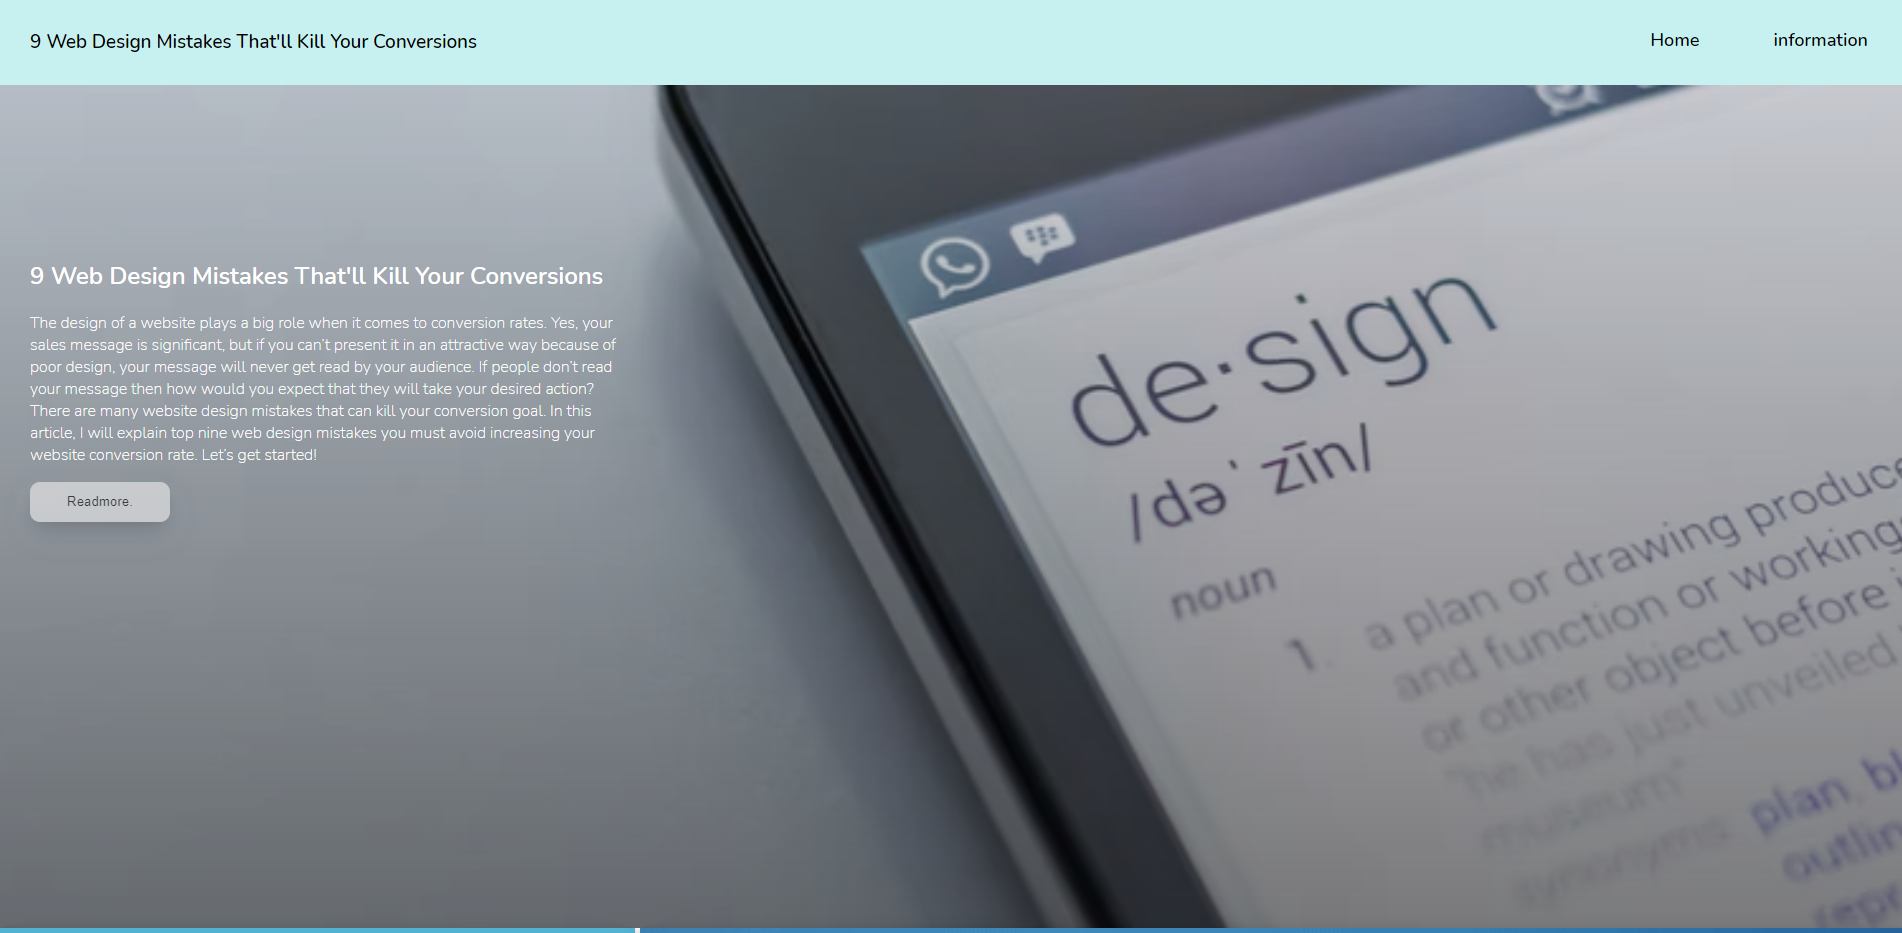 9 Web Design Mistakes That'll Kill Your Conversions
Home
information
9 Web Design Mistakes That'll Kill Your Conversions
The design of a website plays a big role when it comes to conversion rates. Yes, your
sales message is significant, but if you can't present it in an attractive way because of
poor design, your message will never get read by your audience. If people don't read
your message then how would you expect that they will take your desired action?
There are many website design mistakes that can kill your conversion goal. In this
article, I will explain top nine web design mistakes you must avoid increasing your
website conversion rate. Let's get started!
Readmore.
de·sign
/dəˈzīn/
noun
1. a plan or drawing produce
and function or working
or other object before
"he has just unveiled
museum"
synonyms: plan, bl
outlin